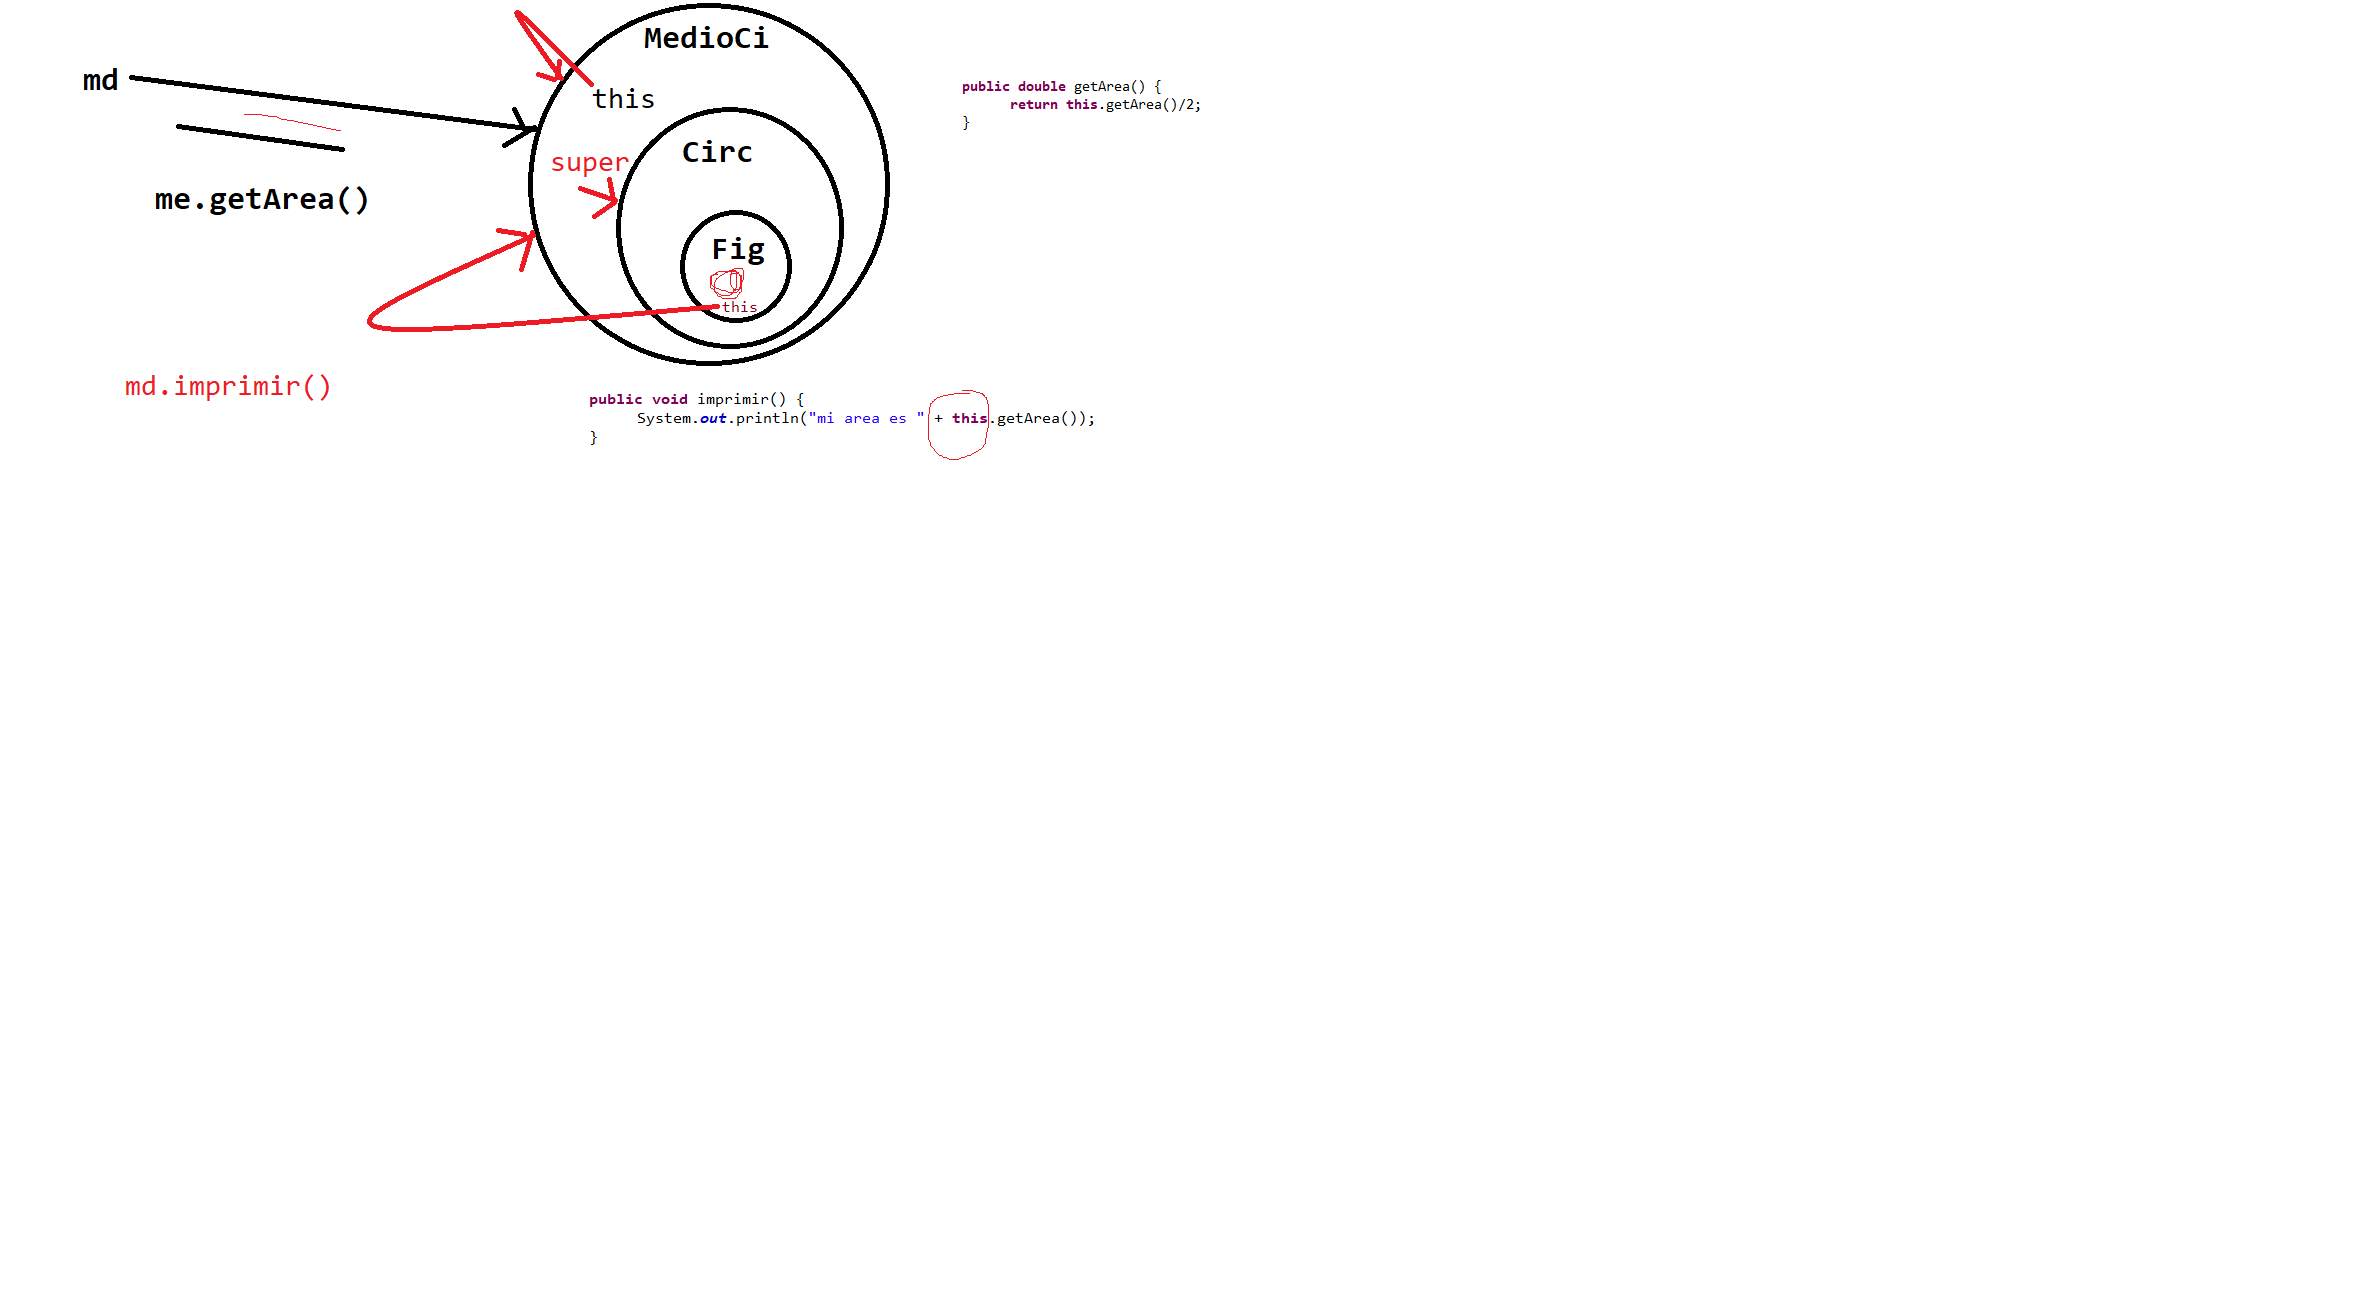 MedioCi
md
this
public double getArea() {
return this.getArea()/2;
}
Circ
super
me.getArea()
Fig
this
md.imprimir()
public void imprimir() {
System.out.println("mi area es " + this.getArea());
}